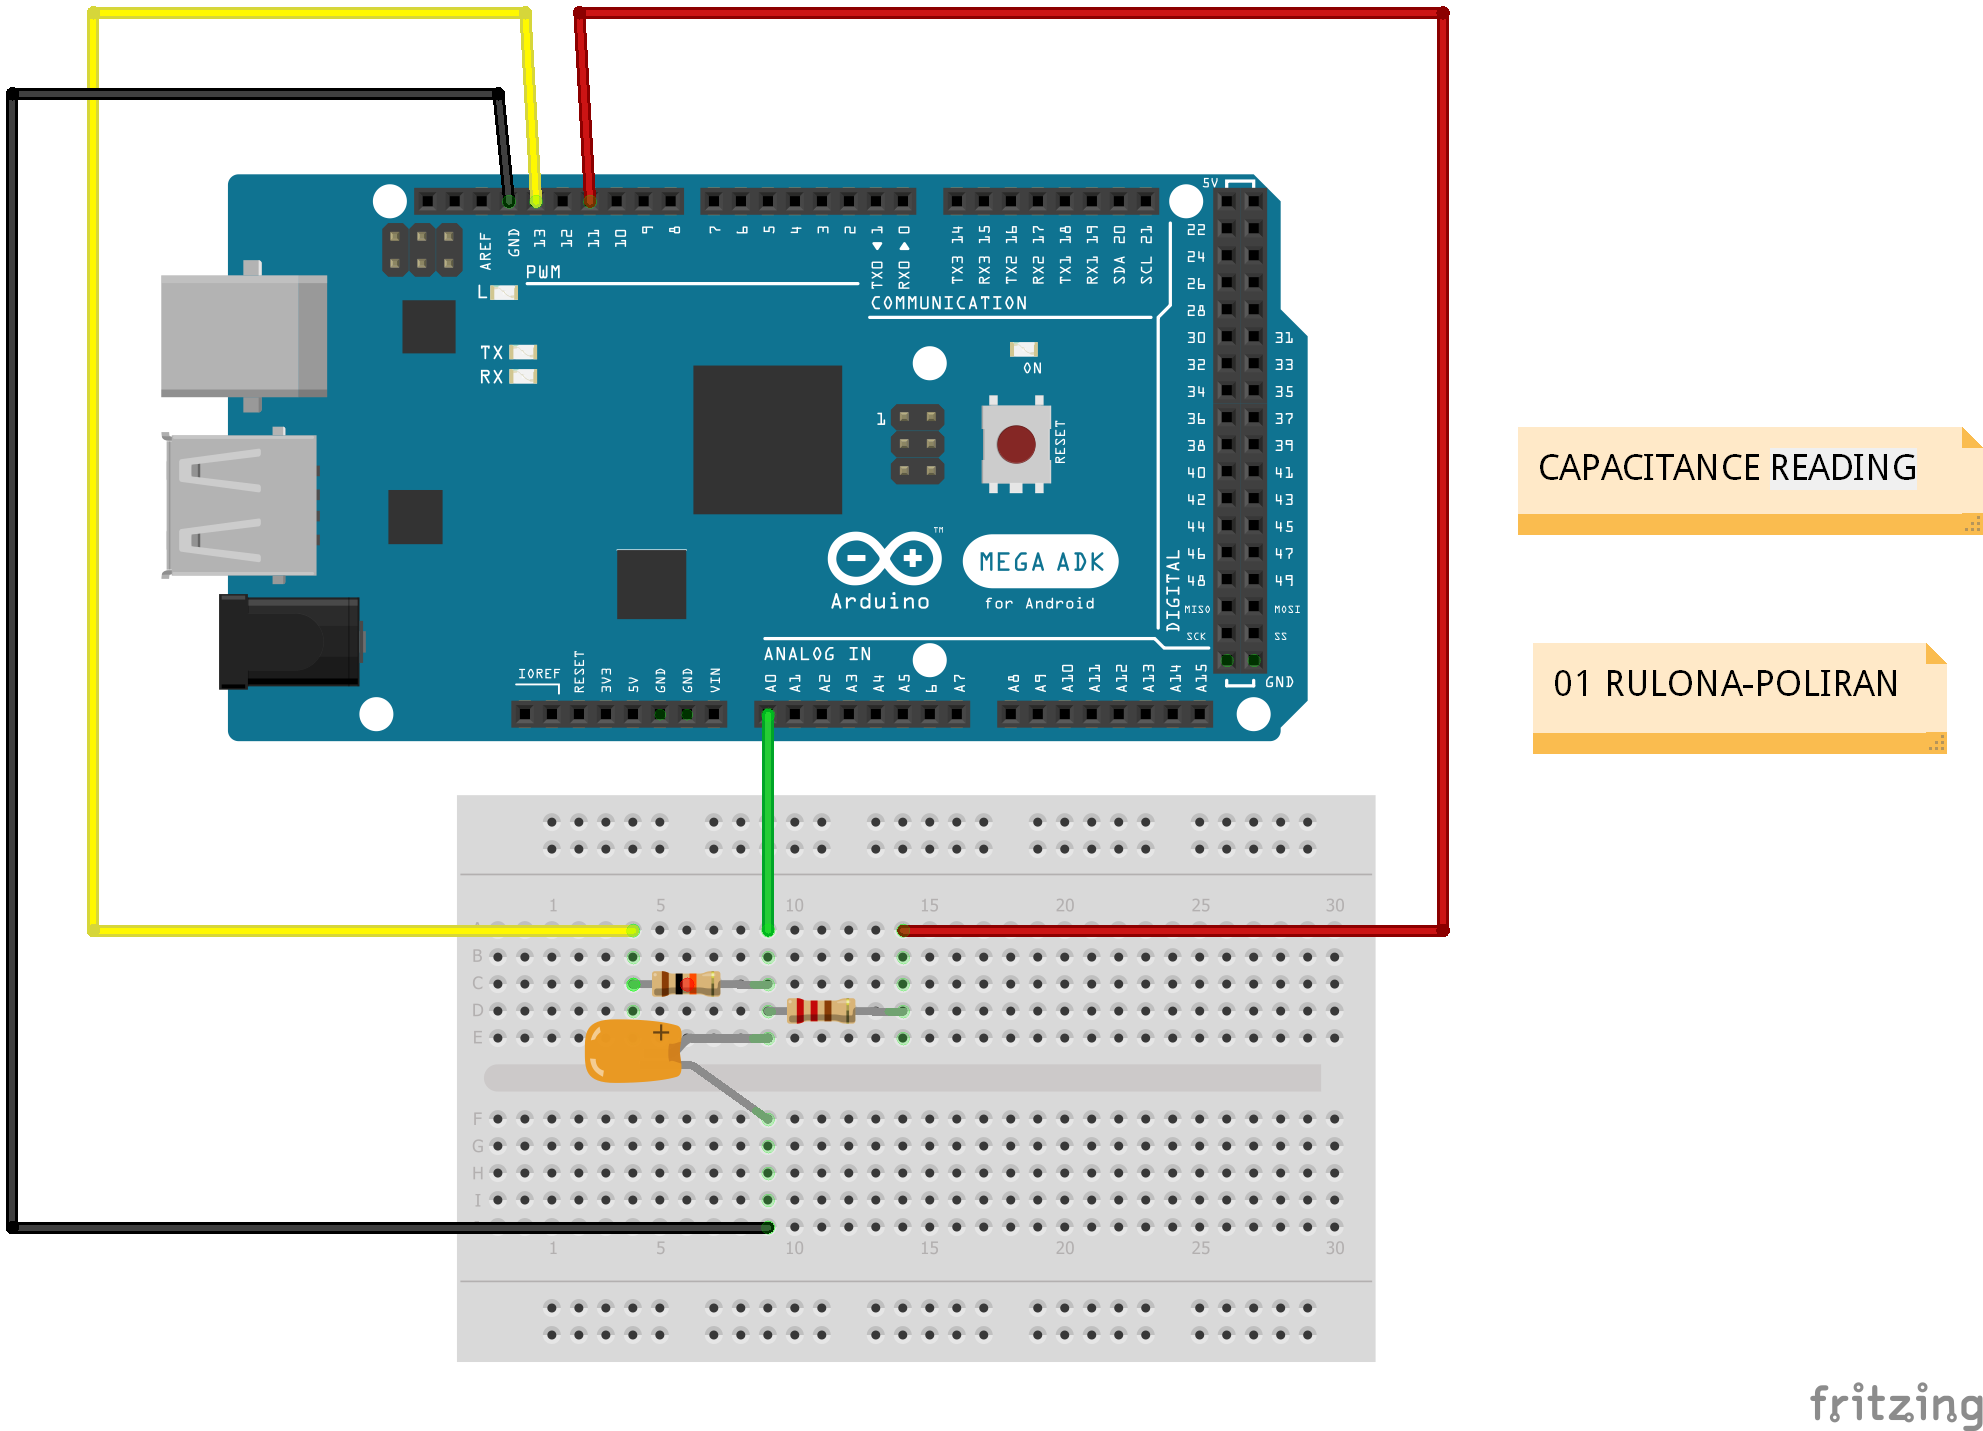 5V
AREF
GND
13
12
11
10
9
8
7
6
5
4
3
2
TX0 ◀ 1
RX0 ▶ 0
TX3 14
RX3 15
TX2 16
RX2 17
TX1 18
RX1 19
SDA 20
SCL 21
PWM
L
COMMUNICATION
TX
RX
ON
1
RESET
22
24
26
28
30 31
32 33
34 35
36 37
38 39
40 41
42 43
44 45
46 47
48 49
MISO MOSI
SCK SS
GND
DIGITAL
TM
Arduino
MEGA ADK
for Android
ANALOG IN
IOREF
RESET
3V3
5V
GND
GND
VIN
A0
A1
A2
A3
A4
A5
6
A7
A8
A9
A10
A11
A12
A13
A14
A15
CAPACITANCE READING
01 RULONA-POLIRAN
1 5 10 15 20 25 30
B
C
D
E
+
F
G
H
I
1 5 10 15 20 25 30
fritzing